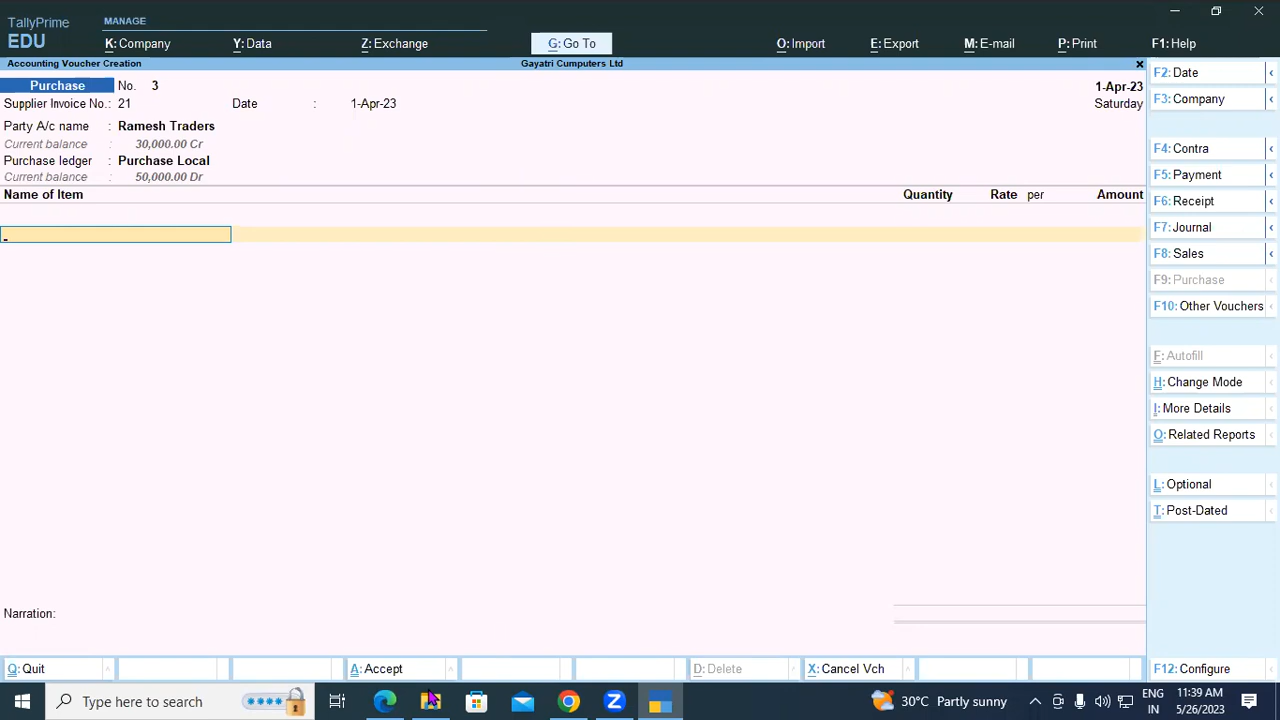 TallyPrime
EDU
MANAGE
K: Company
Y: Data
Z: Exchange
G: Go To
O: Import
E: Export
M: E-mail
P: Print
F1: Help
Accounting Voucher Creation
Gayatri Cumputers Ltd
Purchase No. 3
1-Apr-23
Supplier Invoice No.: 21 Date : 1-Apr-23
Saturday
Party A/c name : Ramesh Traders
Current balance : 30,000.00 Cr
Purchase ledger : Purchase Local
Current balance : 50,000.00 Dr
Name of Item Quantity Rate per Amount
Narration:
F2: Date
F3: Company
F4: Contra
F5: Payment
F6: Receipt
F7: Journal
F8: Sales
F9: Purchase
F10: Other Vouchers
F: Autofill
H: Change Mode
I: More Details
O: Related Reports
L: Optional
T: Post-Dated
Q: Quit
A: Accept
D: Delete
X: Cancel Vch
F12: Configure
Type here to search
30°C Partly sunny
ENG
IN
11:39 AM
5/26/2023